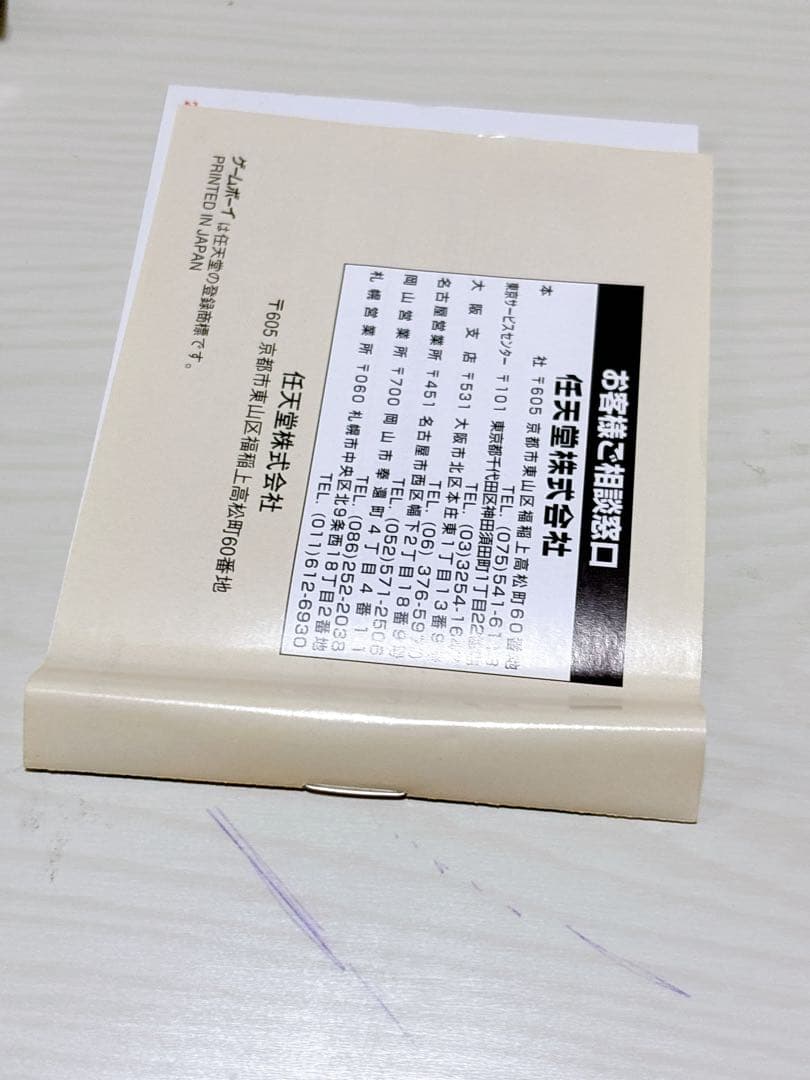 お客様ご相談窓口
任天堂株式会社
本 社 〒605 京都市東山区福稲上高松町60番地
TEL. (075)541-61
東京サービスセンター 〒101 東京都千代田区神田須田町1丁目22
TEL. (03)3254-16
大阪支店 〒531 大阪市北区本庄東1丁目13番9
TEL. (06) 376-59
名古屋営業所 〒451 名古屋市西区幅下2丁目18番9
TEL. (052)571-250
岡山営業所 〒700 岡山市奉還町4丁目4番11
TEL. (086)252-2038
札幌営業所 〒060 札幌市中央区北9条西18丁目2番地
TEL. (011)612-6930
任天堂株式会社
〒605 京都市東山区福稲上高松町60番地
ゲームボーイは任天堂の登録商標です。
PRINTED IN JAPAN